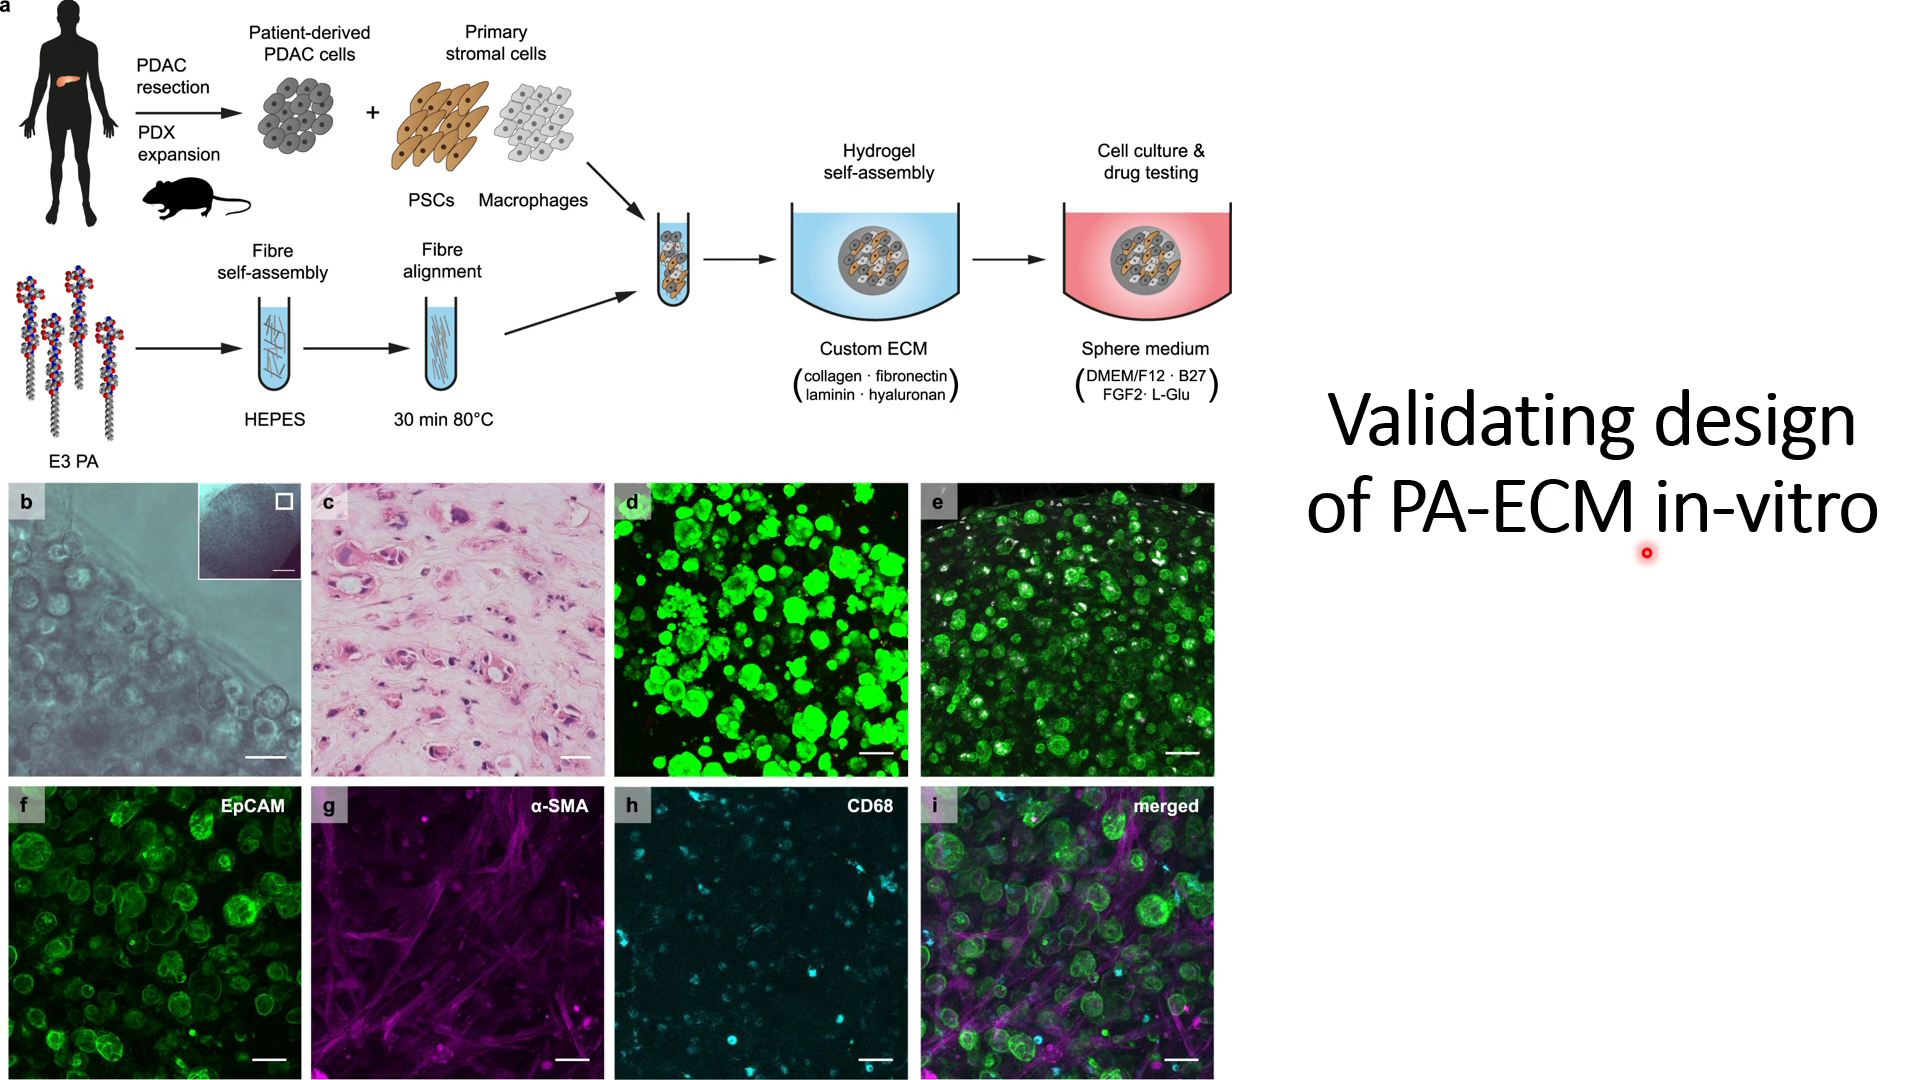 a
PDAC
resection
PDX
expansion
Patient-derived
PDAC cells
+
Primary
stromal cells
PSCs
Macrophages
Fibre
self-assembly
HEPES
Fibre
alignment
30 min 80°C
E3 PA
Hydrogel
self-assembly
Custom ECM
(collagen · fibronectin
laminin · hyaluronan)
Cell culture &
drug testing
Sphere medium
(DMEM/F12 · B27
FGF2· L-Glu)
Validating design
of PA-ECM in-vitro
b
c
d
e
f
EpCAM
g
α-SMA
h
CD68
i
merged